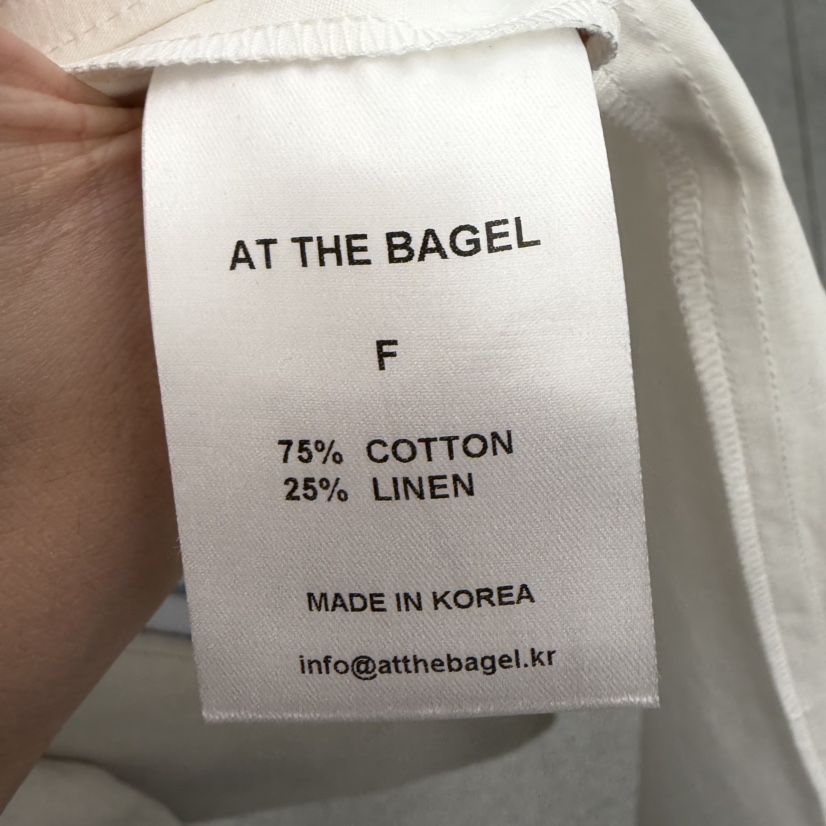 AT THE BAGEL
F
75% COTTON
25% LINEN
MADE IN KOREA
info@atthebagel.kr